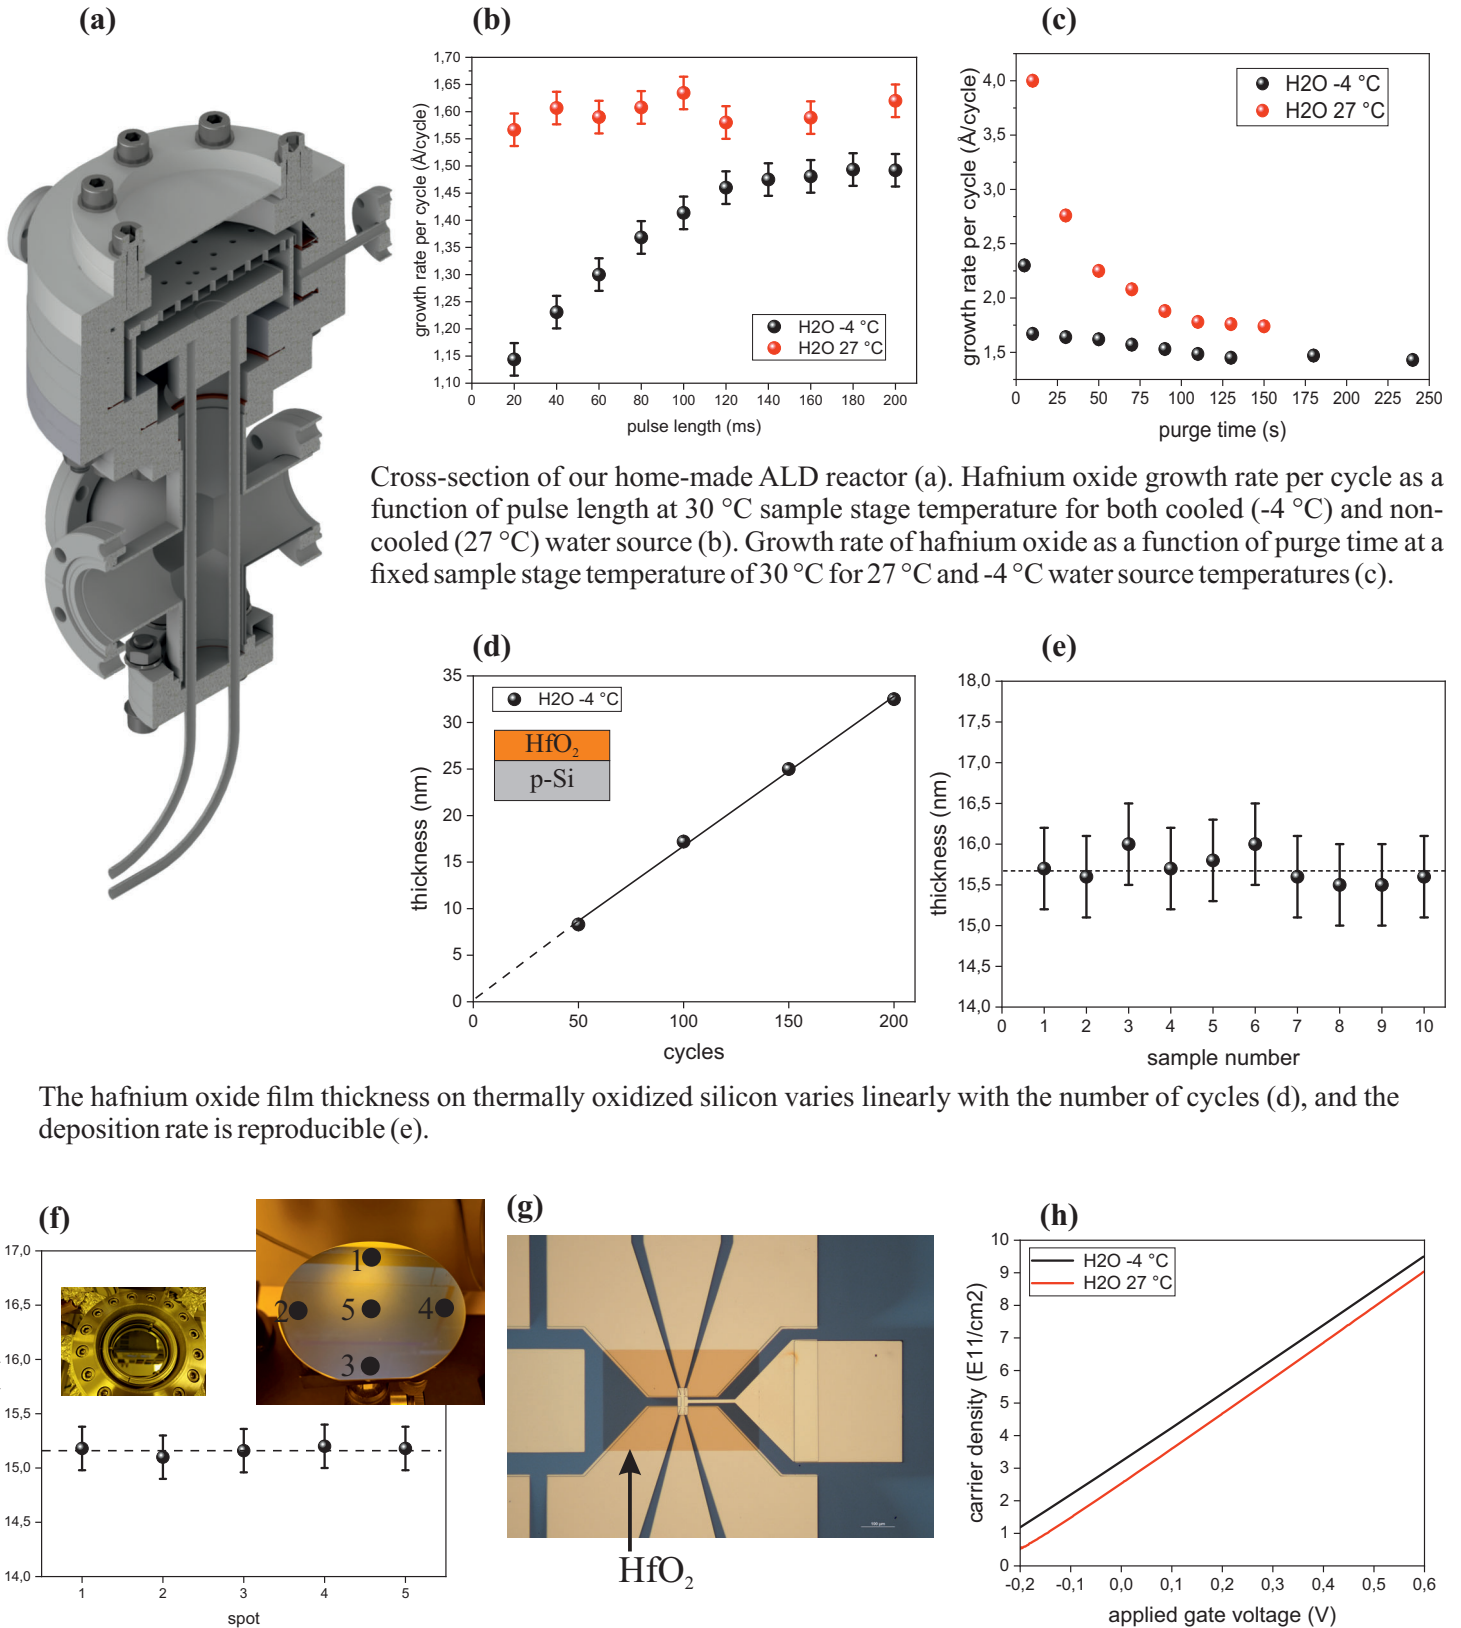 (a)
(b)
1,70
1,65
1,60
1,55
1,50
1,45
1,40
1,35
1,30
1,25
1,20
1,15
1,10
growth rate per cycle (Å/cycle)
H2O -4 °C
H2O 27 °C
20 40 60 80 100 120 140 160 180 200
pulse length (ms)
(c)
4,0
3,5
3,0
2,5
2,0
1,5
growth rate per cycle (Å/cycle)
H2O -4 °C
H2O 27 °C
0 25 50 75 100 125 150 175 200 225 250
purge time (s)
Cross-section of our home-made ALD reactor (a). Hafnium oxide growth rate per cycle as a
function of pulse length at 30 °C sample stage temperature for both cooled (-4 °C) and non-
cooled (27 °C) water source (b). Growth rate of hafnium oxide as a function of purge time at a
fixed sample stage temperature of 30 °C for 27 °C and -4 °C water source temperatures (c).
(d)
35
30
25
20
15
10
5
0
thickness (nm)
H2O -4 °C
HfO2
p-Si
0 50 100 150 200
cycles
(e)
18,0
17,5
17,0
16,5
16,0
15,5
15,0
14,5
14,0
thickness (nm)
0 1 2 3 4 5 6 7 8 9 10
sample number
The hafnium oxide film thickness on thermally oxidized silicon varies linearly with the number of cycles (d), and the
deposition rate is reproducible (e).
(f)
17,0
16,5
16,0
15,5
15,0
14,5
14,0
1
2 5 4
3
1 2 3 4 5
spot
(g)
HfO2
(h)
10
9
8
7
6
5
4
3
2
1
0
carrier density (E11/cm2)
H2O -4 °C
H2O 27 °C
-0,2 -0,1 0,0 0,1 0,2 0,3 0,4 0,5 0,6
applied gate voltage (V)